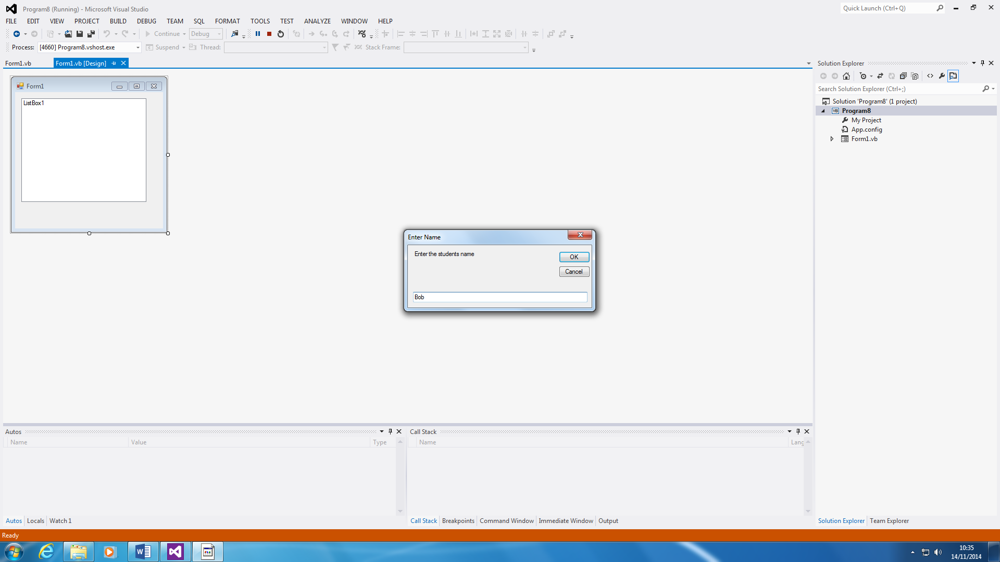 Program8 (Running) - Microsoft Visual Studio
Quick Launch (Ctrl+Q)
FILE EDIT VIEW PROJECT BUILD DEBUG TEAM SQL FORMAT TOOLS TEST ANALYZE WINDOW HELP
Continue Debug
Process: [4660] Program8.vshost.exe Suspend Thread: Stack Frame:
Form1.vb Form1.vb [Design]
Form1
ListBox1
Enter Name
Enter the students name
OK
Cancel
Bob
Solution Explorer
Search Solution Explorer (Ctrl+;)
Solution 'Program8' (1 project)
VB Program8
My Project
App.config
Form1.vb
Autos
Name Value Type
Call Stack
Name Lang
Autos Locals Watch 1
Call Stack Breakpoints Command Window Immediate Window Output
Solution Explorer Team Explorer
Ready
10:35
14/11/2014